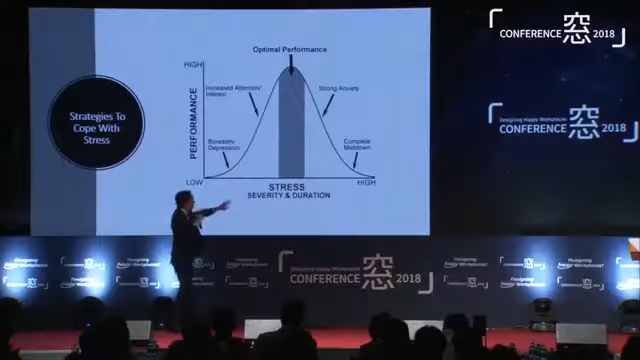 Strategies To
Cope With
Stress
HIGH
Optimal Performance
Increased Attention/
Interest
Strong Anxiety
PERFORMANCE
Boredom/
Depression
Complete
Meltdown
LOW
STRESS
HIGH
SEVERITY & DURATION
CONFERENCE 窓 2018
Designing Happy Workplaces
CONFERENCE 窓 2018
Designing Happy Workplaces
CONFERENCE 窓 2018